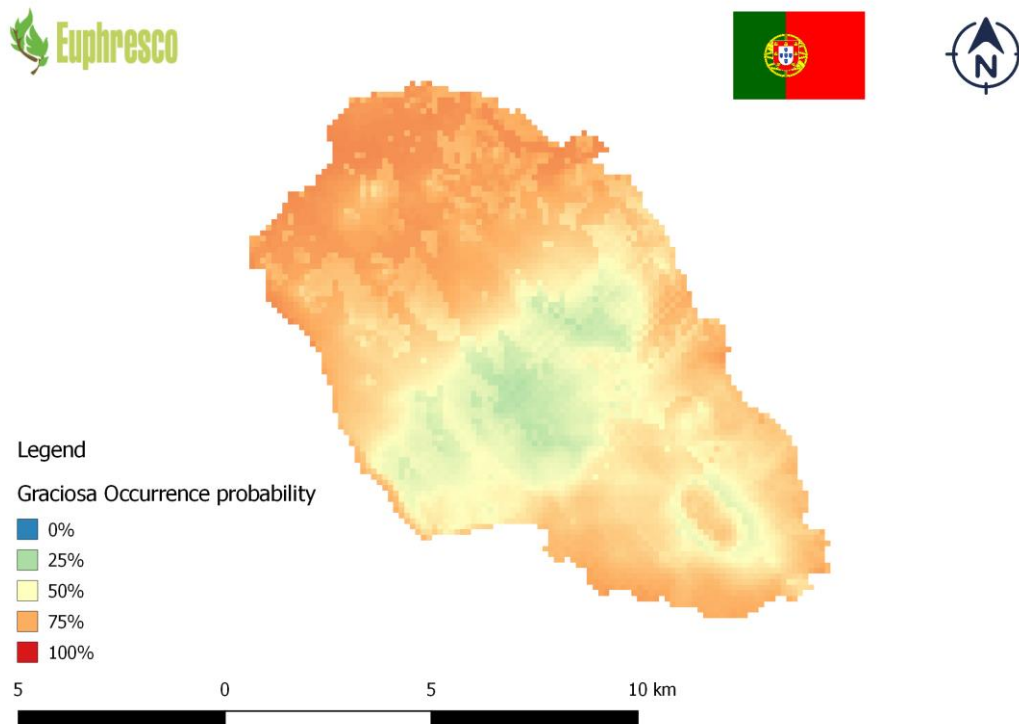 Euphresco
N
Legend
Graciosa Occurrence probability
0%
25%
50%
75%
100%
5 0 5 10 km